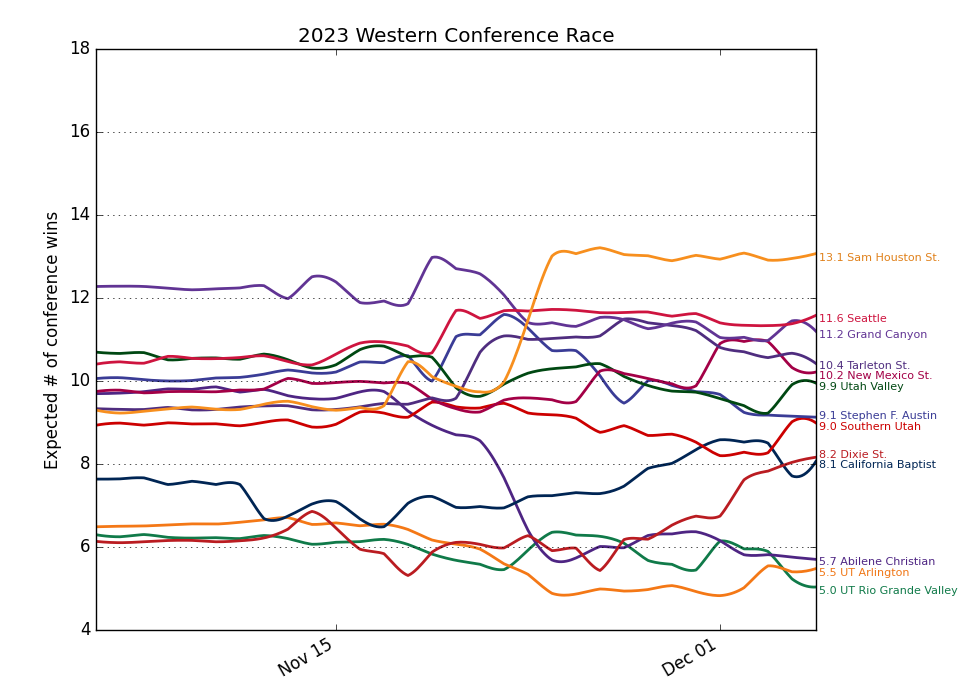 2023 Western Conference Race
Expected # of conference wins
18
16
14
12
10
8
6
4
Nov 15
Dec 01
13.1 Sam Houston St.
11.6 Seattle
11.2 Grand Canyon
10.4 Tarleton St.
10.2 New Mexico St.
9.9 Utah Valley
9.1 Stephen F. Austin
9.0 Southern Utah
8.2 Dixie St.
8.1 California Baptist
5.7 Abilene Christian
5.5 UT Arlington
5.0 UT Rio Grande Valley